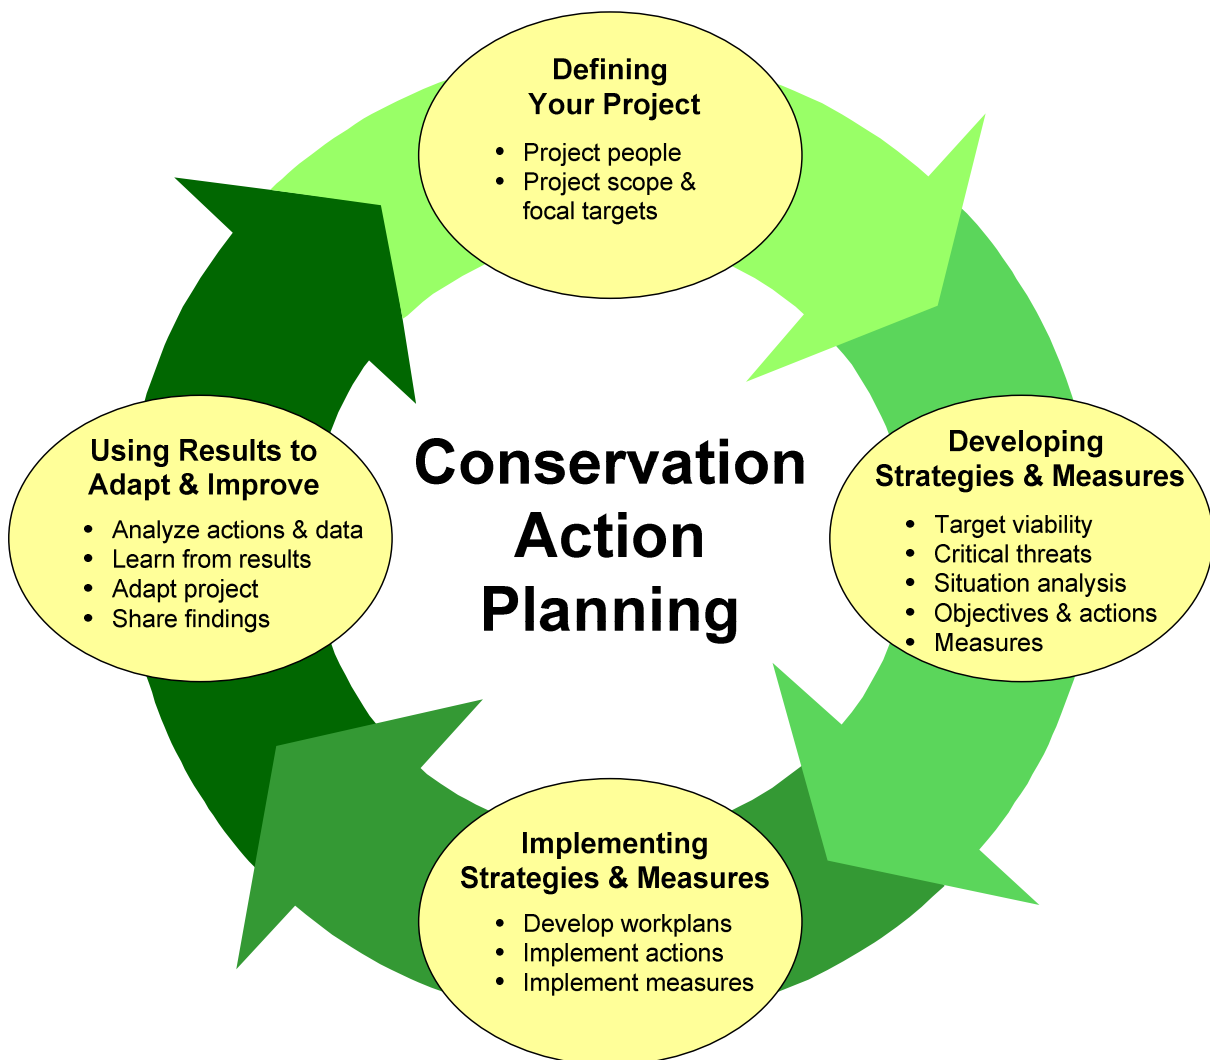 Defining
Your Project
• Project people
• Project scope &
focal targets
Developing
Strategies & Measures
• Target viability
• Critical threats
• Situation analysis
• Objectives & actions
• Measures
Implementing
Strategies & Measures
• Develop workplans
• Implement actions
• Implement measures
Using Results to
Adapt & Improve
• Analyze actions & data
• Learn from results
• Adapt project
• Share findings
Conservation
Action
Planning